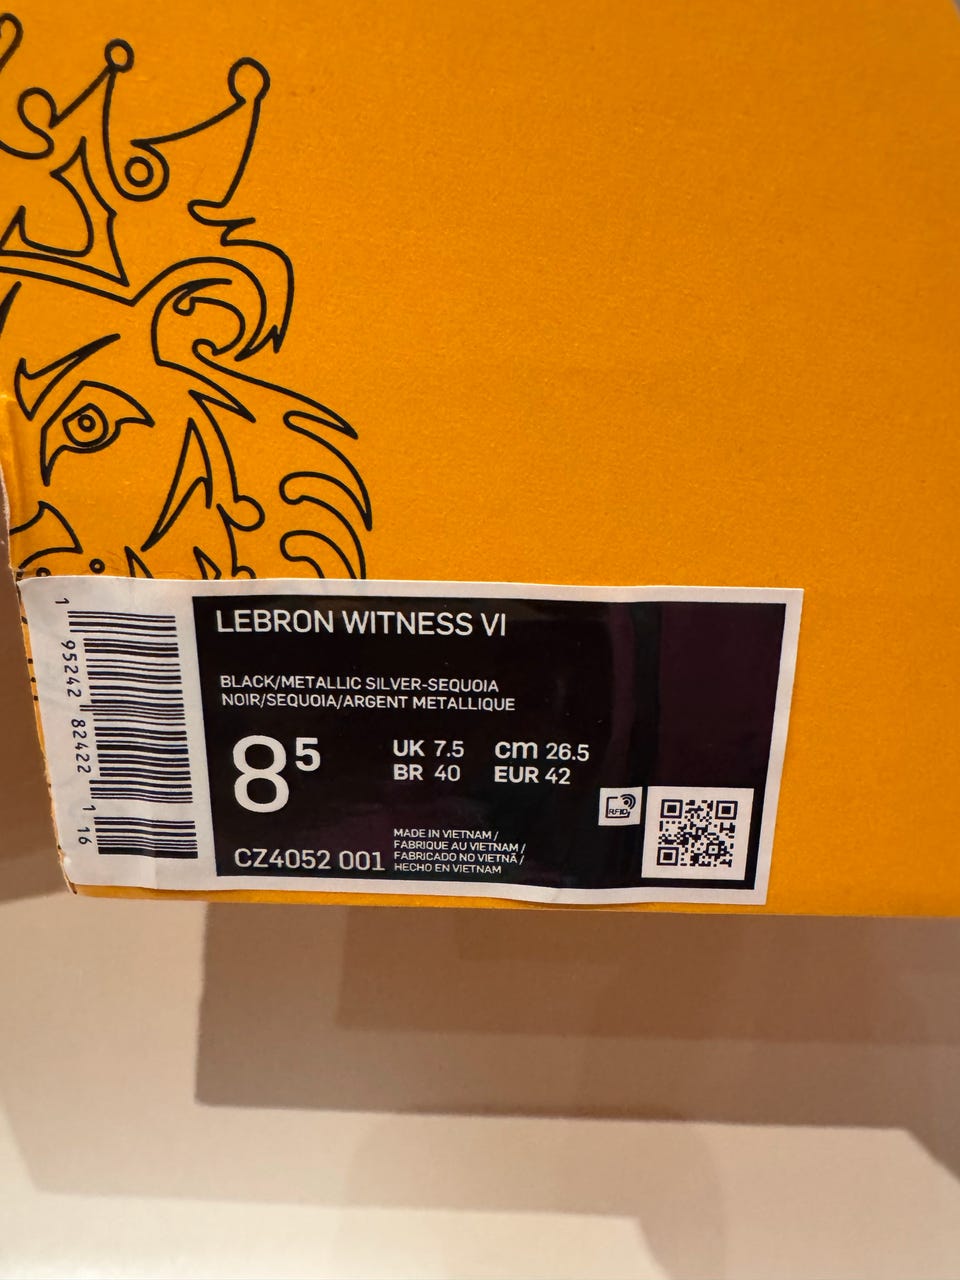 LEBRON WITNESS VI
BLACK/METALLIC SILVER-SEQUOIA
NOIR/SEQUOIA/ARGENT METALLIQUE
8⁵
UK 7.5 cm 26.5
BR 40 EUR 42
RFID
MADE IN VIETNAM /
FABRIQUE AU VIETNAM /
FABRICADO NO VIETNÃ /
HECHO EN VIETNAM
CZ4052 001
1 95242 82422 1 16